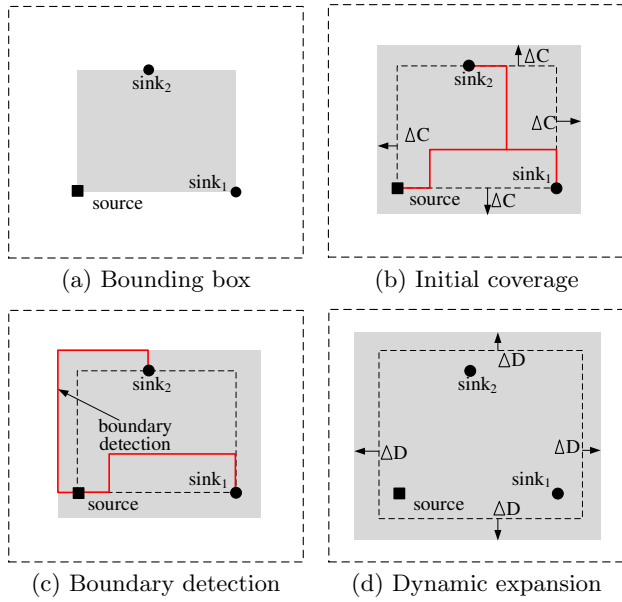 sink₂
sink₁
source
(a) Bounding box
ΔC
sink₂
ΔC
ΔC
sink₁
source
ΔC
(b) Initial coverage
sink₂
boundary
detection
sink₁
source
(c) Boundary detection
ΔD
sink₂
ΔD
ΔD
sink₁
source
ΔD
(d) Dynamic expansion